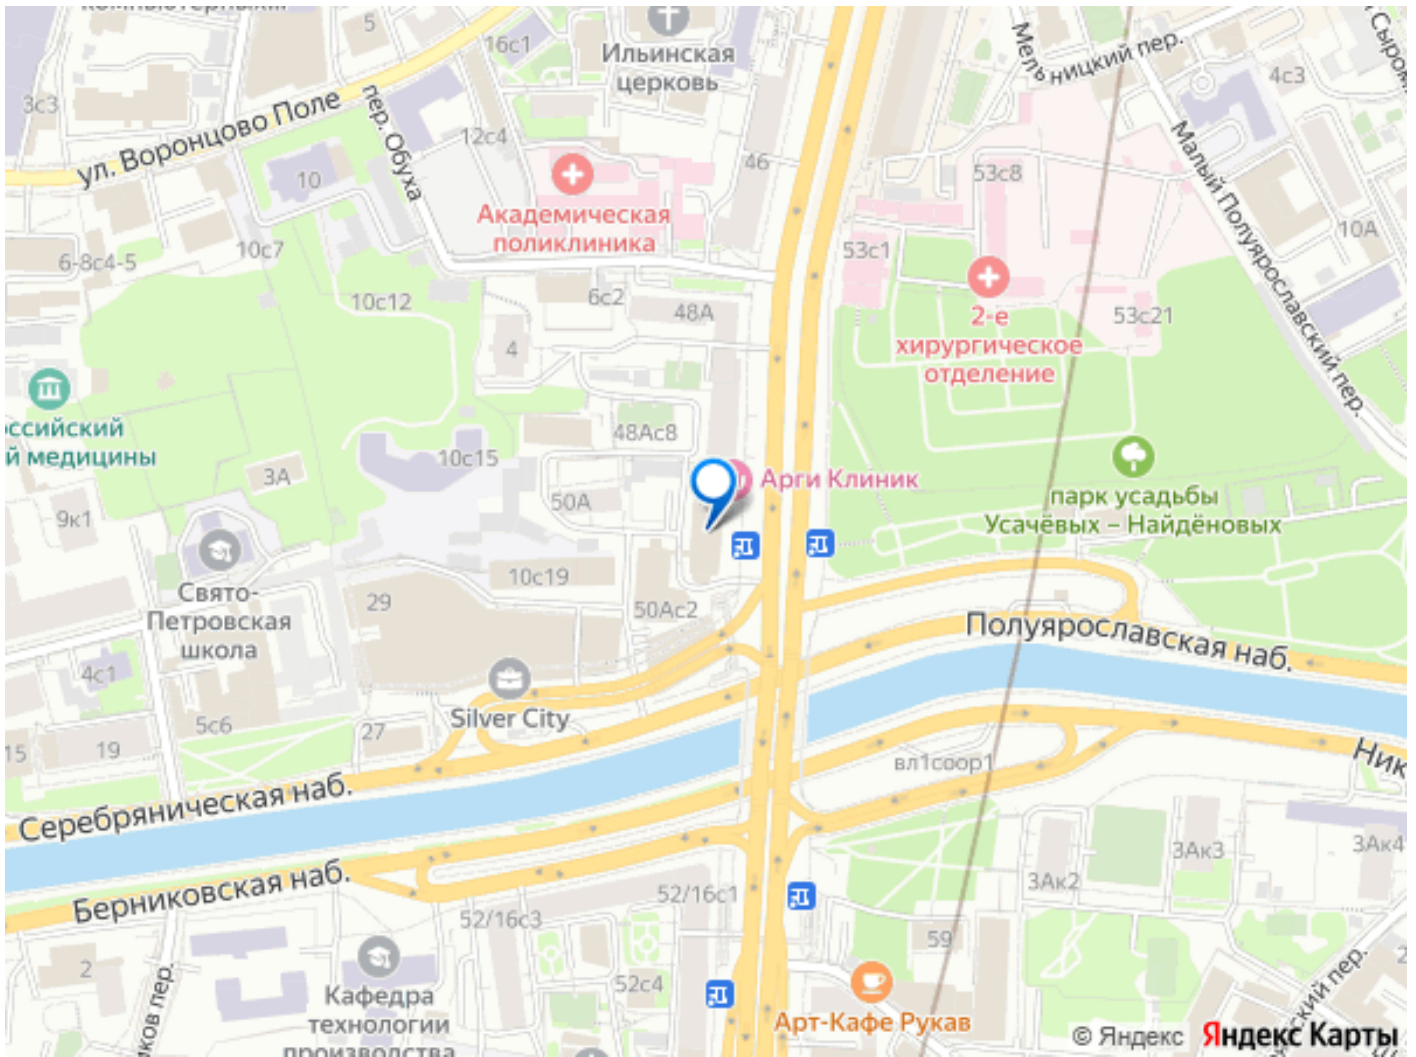 5
16с1
Ильинская
церковь
Мельницкий пер.
4с3
3с3
ул. Воронцово Поле
пер. Обуха
12с4
46
53с8
Малый Полуярославский пер.
10
Академическая
поликлиника
10А
6-8с4-5
10с7
53с1
10с12
6с2
48А
2-е
хирургическое
отделение
53с21
4
48Ас8
й медицины
10с15
3А
Арги Клиник
парк усадьбы
Усачёвых – Найдёновых
9к1
50А
10с19
Свято-
Петровская
школа
29
50Ас2
Полуярославская наб.
4с1
Silver City
5с6
27
15
19
вл1соор1
Серебряническая наб.
3Ак3
3Ак4
Берниковская наб.
3Ак2
52/16с1
52/16с3
59
2
52с4
Кафедра
технологии
производства
Арт-Кафе Рукав
© Яндекс Яндекс Карты